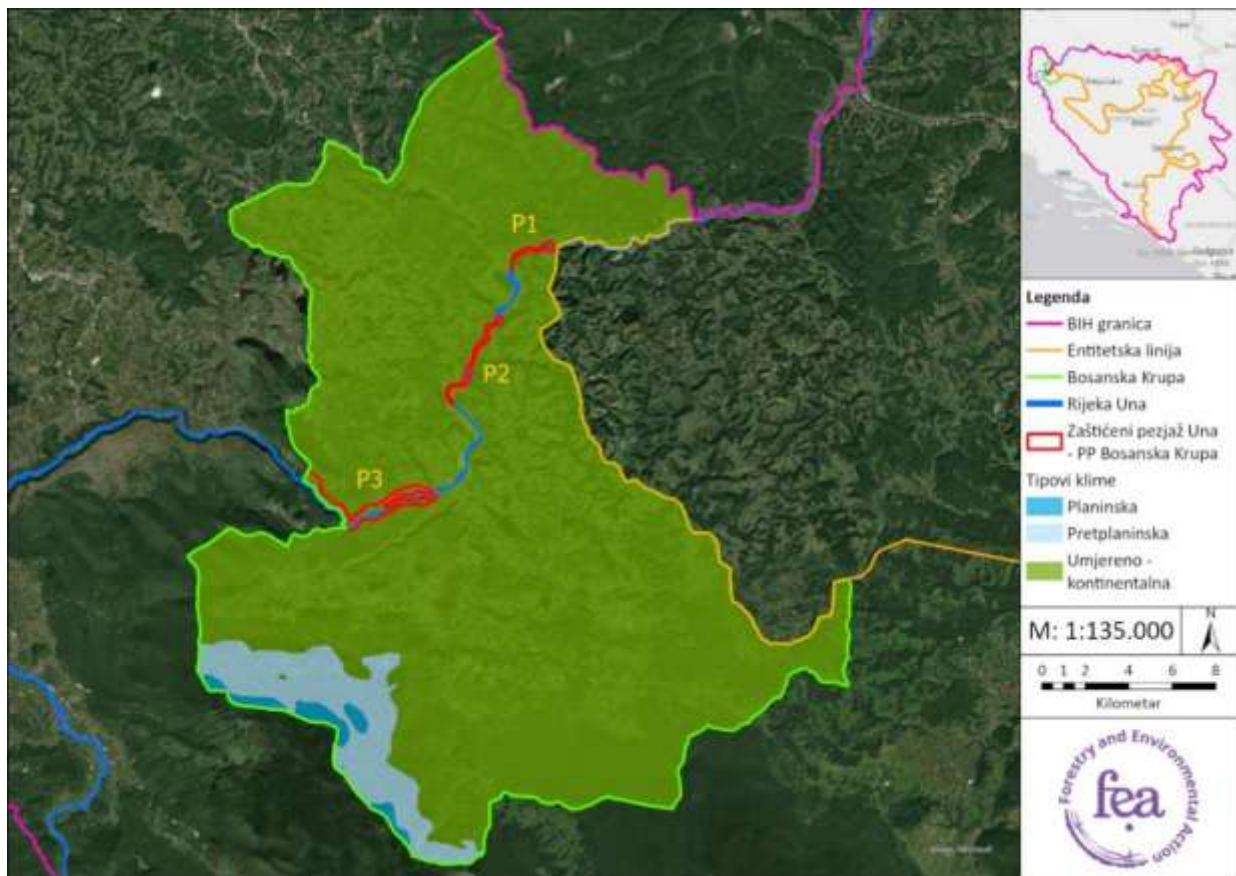 P1
P2
P3
Legenda
BIH granica
Entitetska linija
Bosanska Krupa
Rijeka Una
Zaštićeni pezjaž Una
- PP Bosanska Krupa
Tipovi klime
Planinska
Pretplaninska
Umjereno -
kontinentalna
M: 1:135.000
N
0 1 2 4 6 8
Kilometar
Forestry and Environmental Action
fea